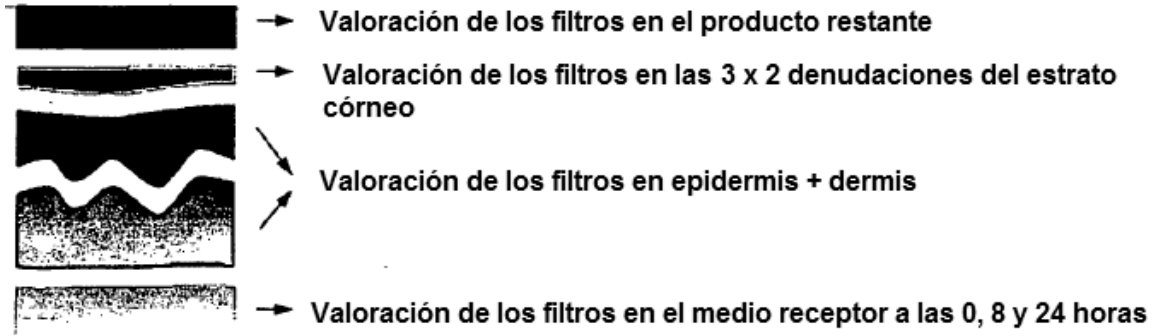 Valoración de los filtros en el producto restante
Valoración de los filtros en las 3 x 2 denudaciones del estrato
córneo
Valoración de los filtros en epidermis + dermis
Valoración de los filtros en el medio receptor a las 0, 8 y 24 horas